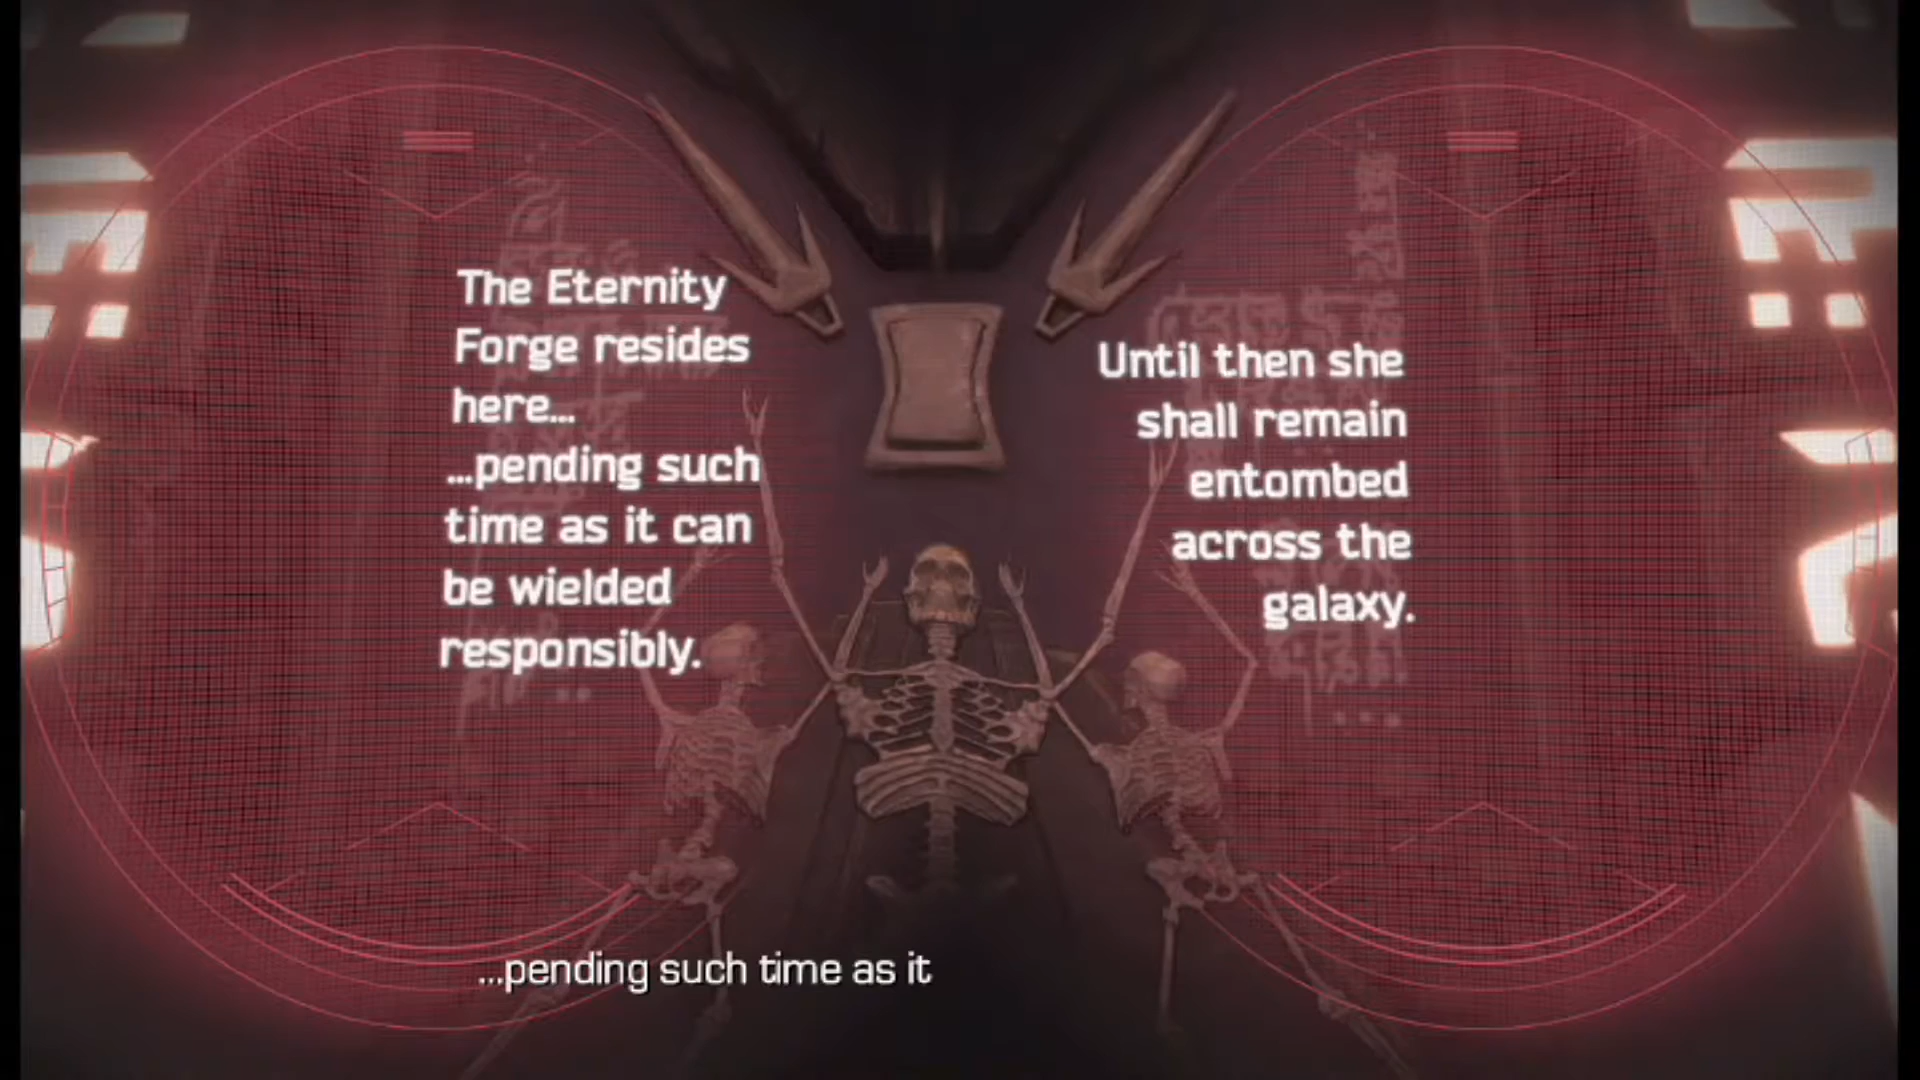 The Eternity
Forge resides
here...
...pending such
time as it can
be wielded
responsibly.
Until then she
shall remain
entombed
across the
galaxy.
...pending such time as it